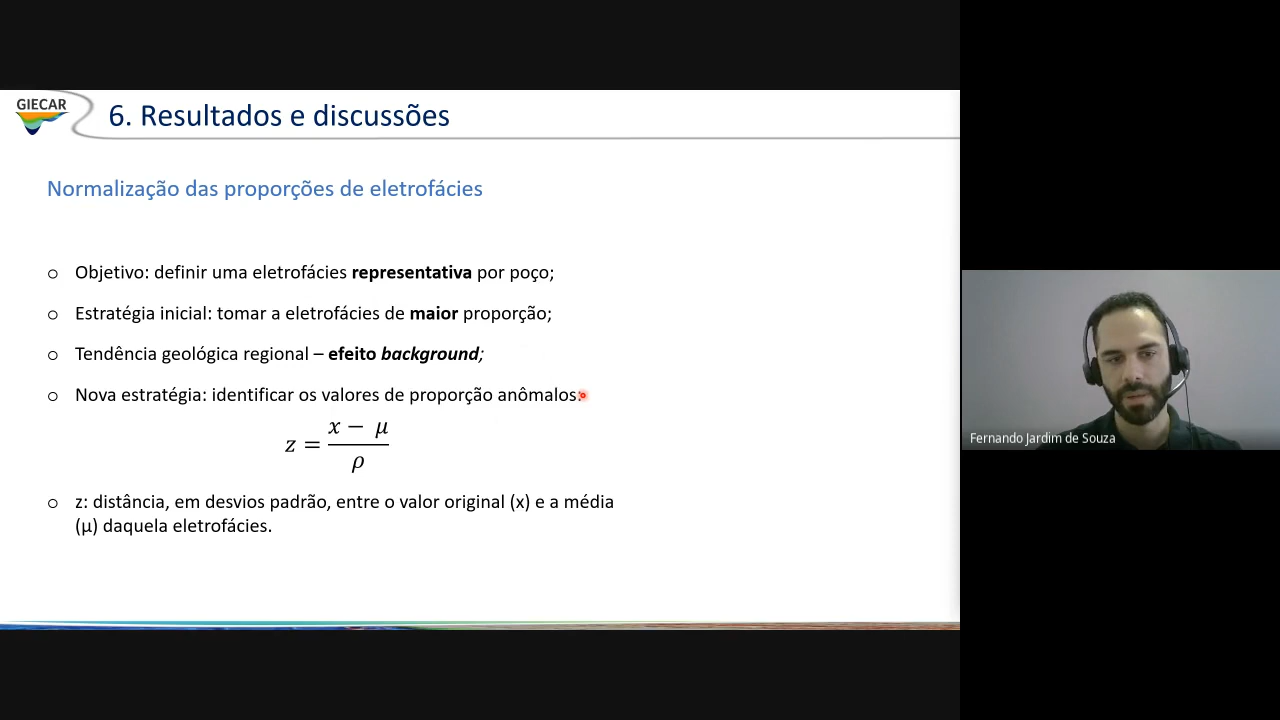 GIECAR
6. Resultados e discussões
Normalização das proporções de eletrofácies
o Objetivo: definir uma eletrofácies representativa por poço;
o Estratégia inicial: tomar a eletrofácies de maior proporção;
o Tendência geológica regional – efeito background;
o Nova estratégia: identificar os valores de proporção anômalos:
z = (x − μ) / ρ
o z: distância, em desvios padrão, entre o valor original (x) e a média
(μ) daquela eletrofácies.
Fernando Jardim de Souza